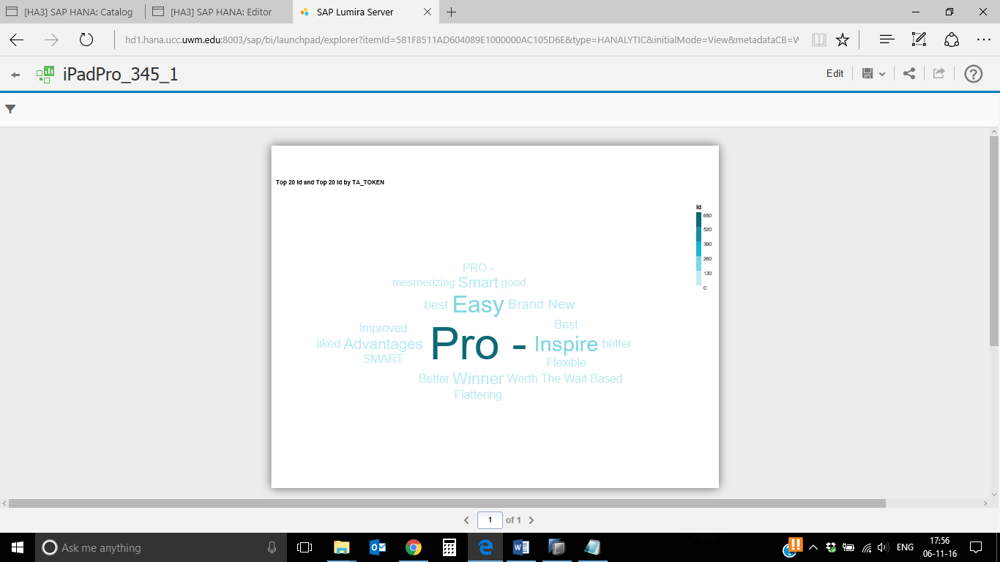 [HA3] SAP HANA: Catalog
[HA3] SAP HANA: Editor
SAP Lumira Server
hd1.hana.ucc.uwm.edu:8003/sap/bi/launchpad/explorer?itemId=581F8511AD604089E1000000AC105D6E&type=HANALYTIC&initialMode=View&metadataCB=
iPadPro_345_1
Edit
Top 20 Id and Top 20 Id by TA_TOKEN
Id
650
520
390
260
130
0
PRO -
mesmerizing Smart good
best Easy Brand New
Improved
Best
liked Advantages Pro - Inspire better
SMART
Flexible
Better Winner Worth The Wait Based
Flattering
1 of 1
Ask me anything
ENG
17:56
06-11-16